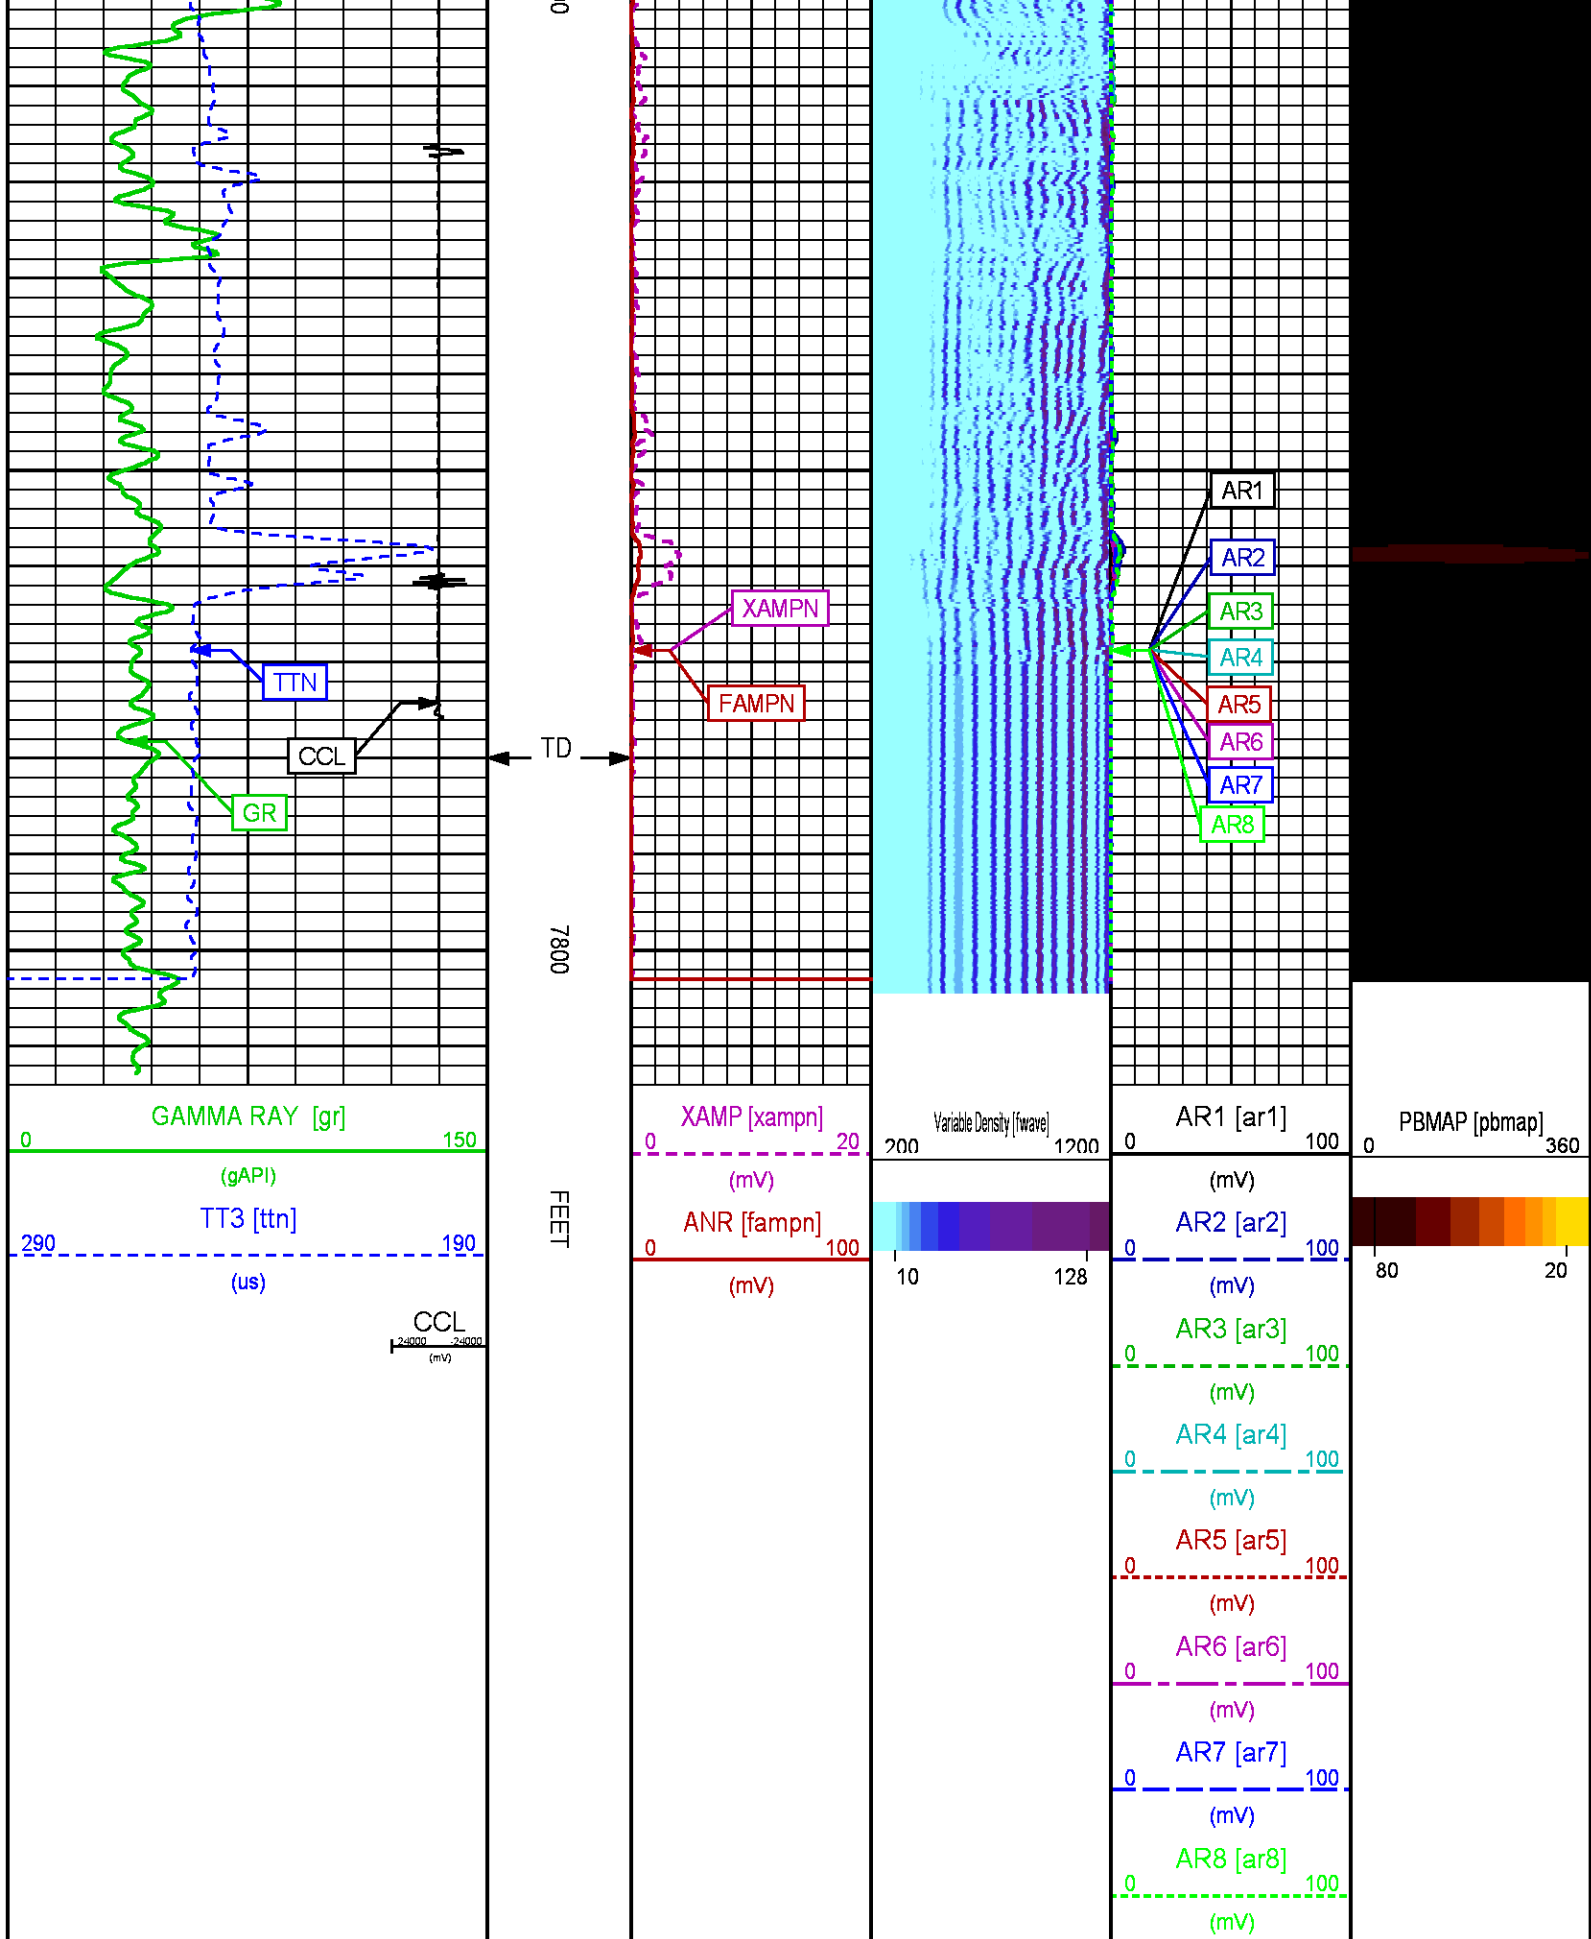 0
AR1
AR2
XAMPN
AR3
AR4
TTN
FAMPN
AR5
AR6
CCL
TD
AR7
GR
AR8
7800
GAMMA RAY [gr]
0 150
(gAPI)
TT3 [ttn]
290 190
(us)
CCL
24000 -24000
(mV)
FEET
XAMP [xampn]
0 20
(mV)
ANR [fampn]
0 100
(mV)
Variable Density [fwave]
200 1200
10 128
AR1 [ar1]
0 100
(mV)
AR2 [ar2]
0 100
(mV)
AR3 [ar3]
0 100
(mV)
AR4 [ar4]
0 100
(mV)
AR5 [ar5]
0 100
(mV)
AR6 [ar6]
0 100
(mV)
AR7 [ar7]
0 100
(mV)
AR8 [ar8]
0 100
(mV)
PBMAP [pbmap]
0 360
80 20